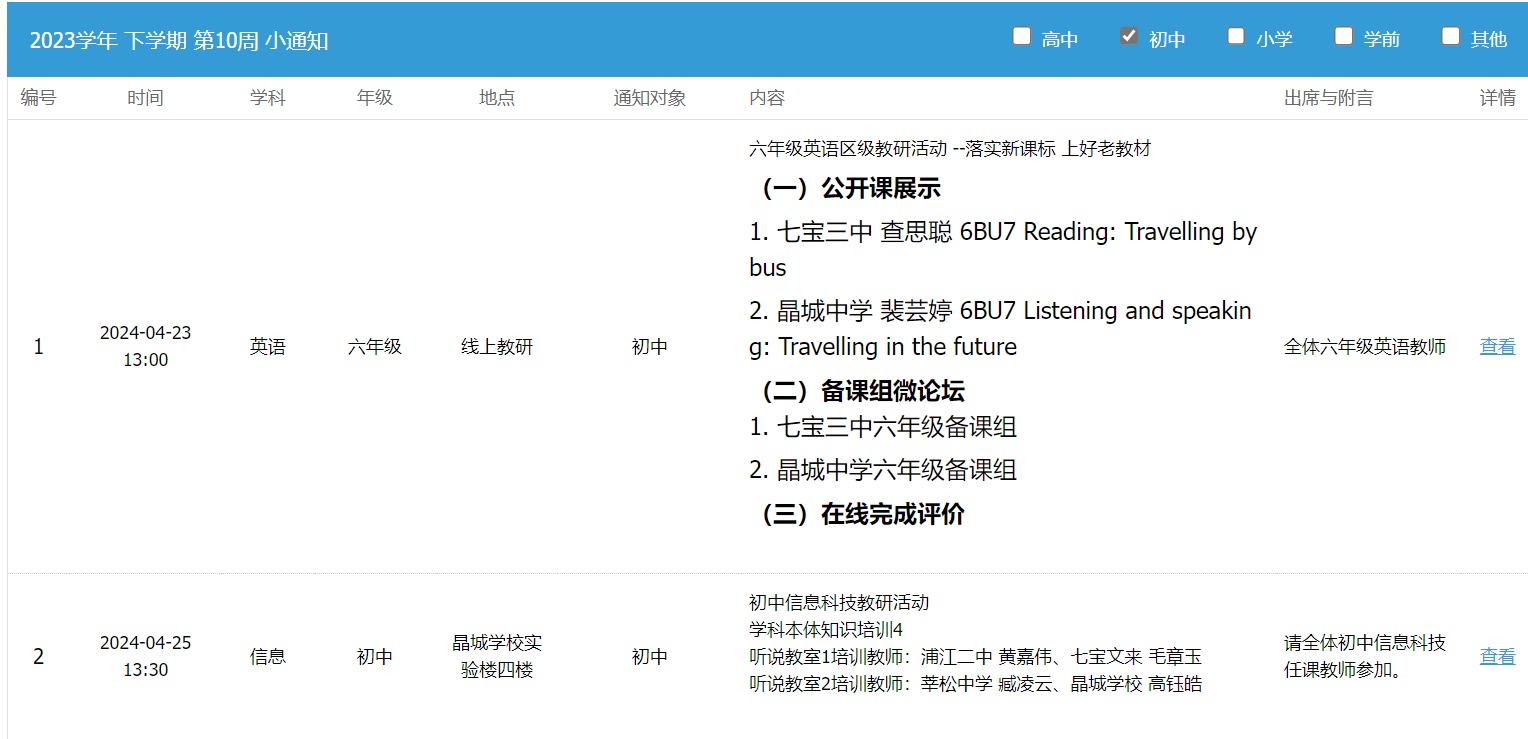 2023学年 下学期 第10周 小通知
高中 初中 小学 学前 其他
编号 时间 学科 年级 地点 通知对象 内容 出席与附言 详情
1
2024-04-23
13:00
英语
六年级
线上教研
初中
六年级英语区级教研活动 --落实新课标 上好老教材
（一）公开课展示
1. 七宝三中 查思聪 6BU7 Reading: Travelling by
bus
2. 晶城中学 裴芸婷 6BU7 Listening and speakin
g: Travelling in the future
（二）备课组微论坛
1. 七宝三中六年级备课组
2. 晶城中学六年级备课组
（三）在线完成评价
全体六年级英语教师
查看
2
2024-04-25
13:30
信息
初中
晶城学校实
验楼四楼
初中
初中信息科技教研活动
学科本体知识培训4
听说教室1培训教师：浦江二中 黄嘉伟、七宝文来 毛章玉
听说教室2培训教师：莘松中学 臧凌云、晶城学校 高钰皓
请全体初中信息科技
任课教师参加。
查看